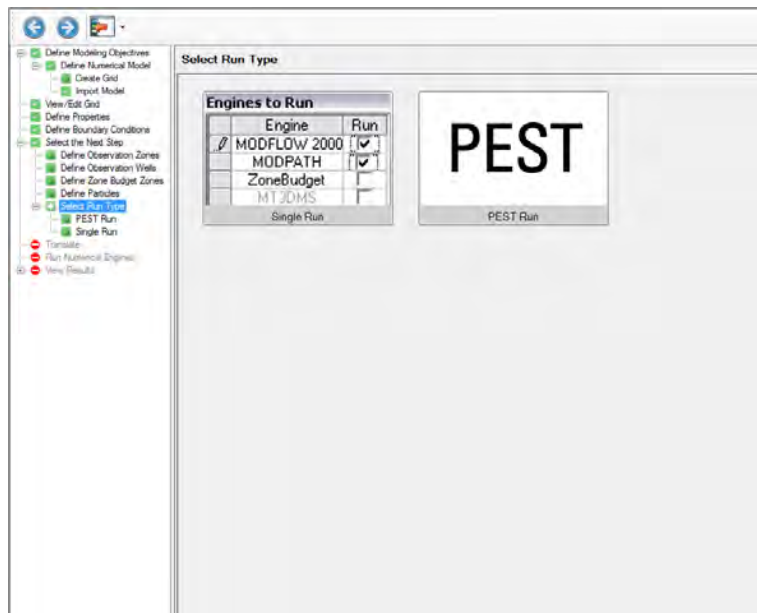 Define Modeling Objectives
Define Numerical Model
Create Grid
Import Model
View/Edit Grid
Define Properties
Define Boundary Conditions
Select the Next Step
Define Observation Zones
Define Observation Wells
Define Zone Budget Zones
Define Particles
Select Run Type
PEST Run
Single Run
Translate
Run Numerical Engines
View Results
Select Run Type
Engines to Run
Engine Run
MODFLOW 2000
MODPATH
ZoneBudget
MT3DMS
Single Run
PEST
PEST Run